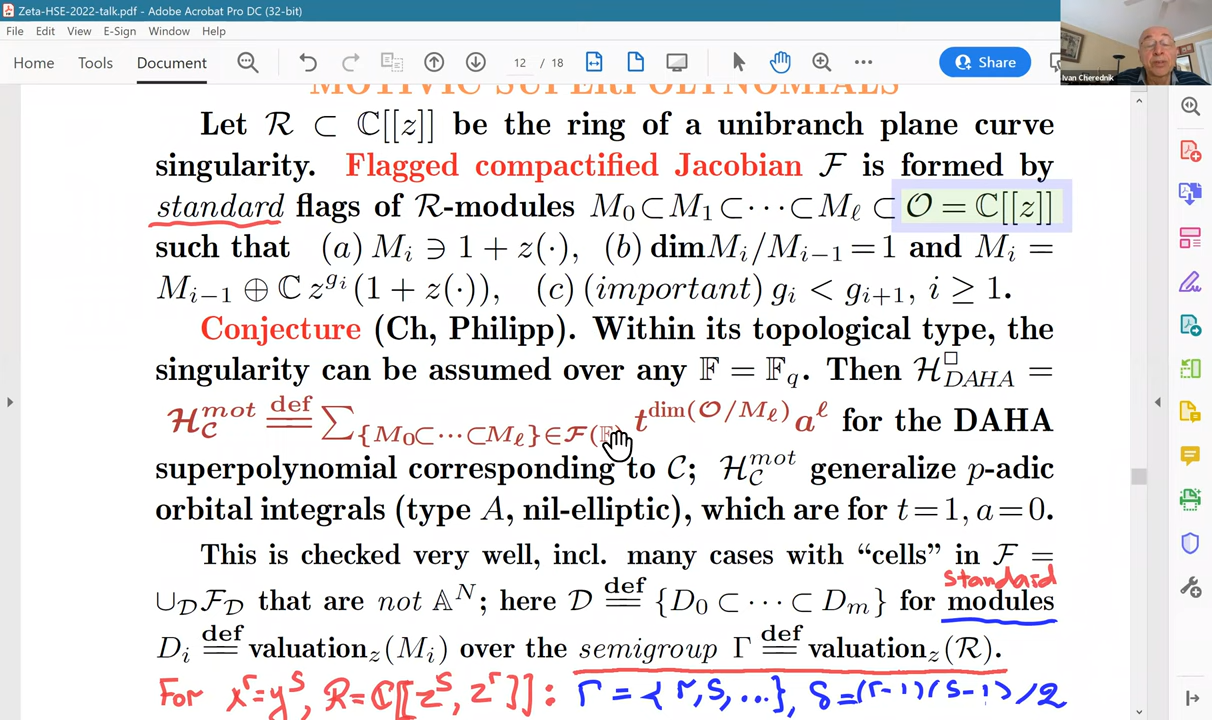 Zeta-HSE-2022-talk.pdf - Adobe Acrobat Pro DC (32-bit)
File Edit View E-Sign Window Help
Home Tools Document 12 / 18 Share
Ivan Cherednik
MOTIVIC SUPERPOLYNOMIALS
Let ℛ ⊂ ℂ[[z]] be the ring of a unibranch plane curve
singularity. Flagged compactified Jacobian ℱ is formed by
standard flags of ℛ-modules M₀⊂M₁⊂···⊂M_ℓ ⊂ 𝒪 = ℂ[[z]]
such that (a) M_i ∋ 1 + z(·), (b) dimM_i/M_{i−1} = 1 and M_i =
M_{i−1} ⊕ ℂ z^{g_i}(1 + z(·)), (c) (important) g_i < g_{i+1}, i ≥ 1.
Conjecture (Ch, Philipp). Within its topological type, the
singularity can be assumed over any 𝔽 = 𝔽_q. Then ℋ^□_{DAHA} =
ℋ_𝒞^{mot} def== ∑_{{M₀⊂···⊂M_ℓ}∈ℱ(𝔽)} t^{dim(𝒪/M_ℓ)} a^ℓ for the DAHA
superpolynomial corresponding to 𝒞; ℋ_𝒞^{mot} generalize p-adic
orbital integrals (type A, nil-elliptic), which are for t=1, a=0.
This is checked very well, incl. many cases with “cells” in ℱ =
standard
∪_𝒟ℱ_𝒟 that are not 𝔸^N; here 𝒟 def== {D₀ ⊂ ··· ⊂ D_m} for modules
D_i def== valuation_z(M_i) over the semigroup Γ def== valuation_z(ℛ).
For x^r=y^s, ℛ=ℂ[[z^s, z^r]]: Γ = {r,s,...}, δ=(r-1)(s-1)/2